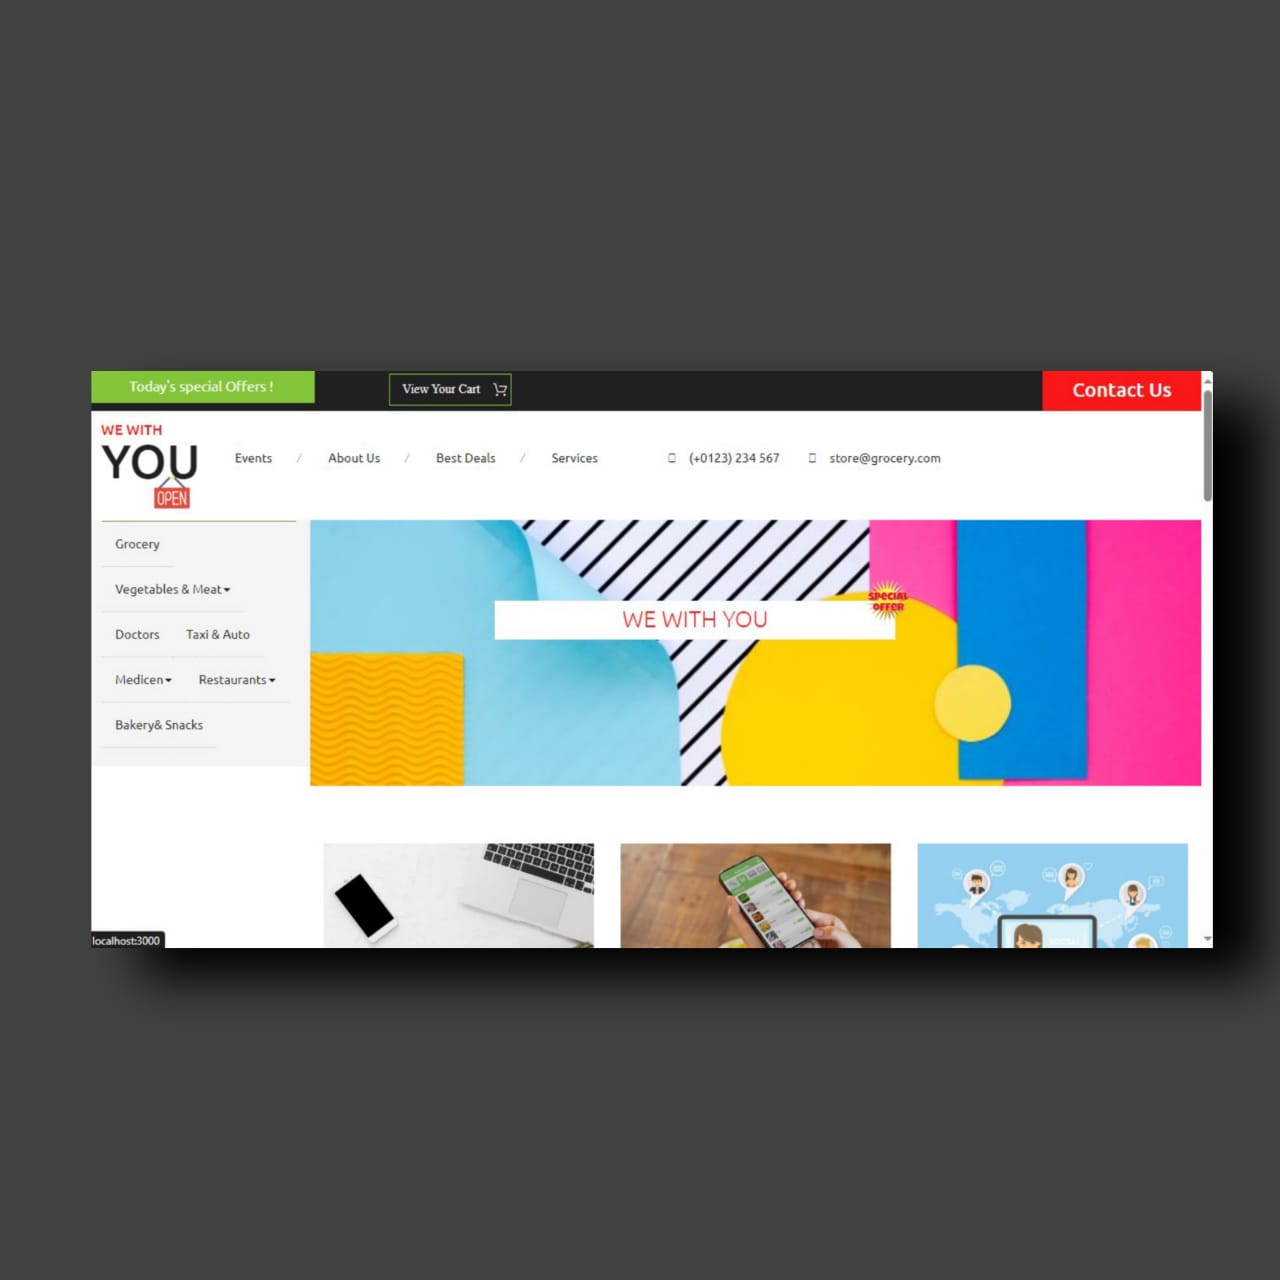 Today's special Offers !
View Your Cart
Contact Us
WE WITH
YOU
OPEN
Events / About Us / Best Deals / Services
(+0123) 234 567 store@grocery.com
Grocery
Vegetables & Meat
Doctors Taxi & Auto
Medicen Restaurants
Bakery& Snacks
WE WITH YOU
SPECIAL
OFFER
localhost:3000